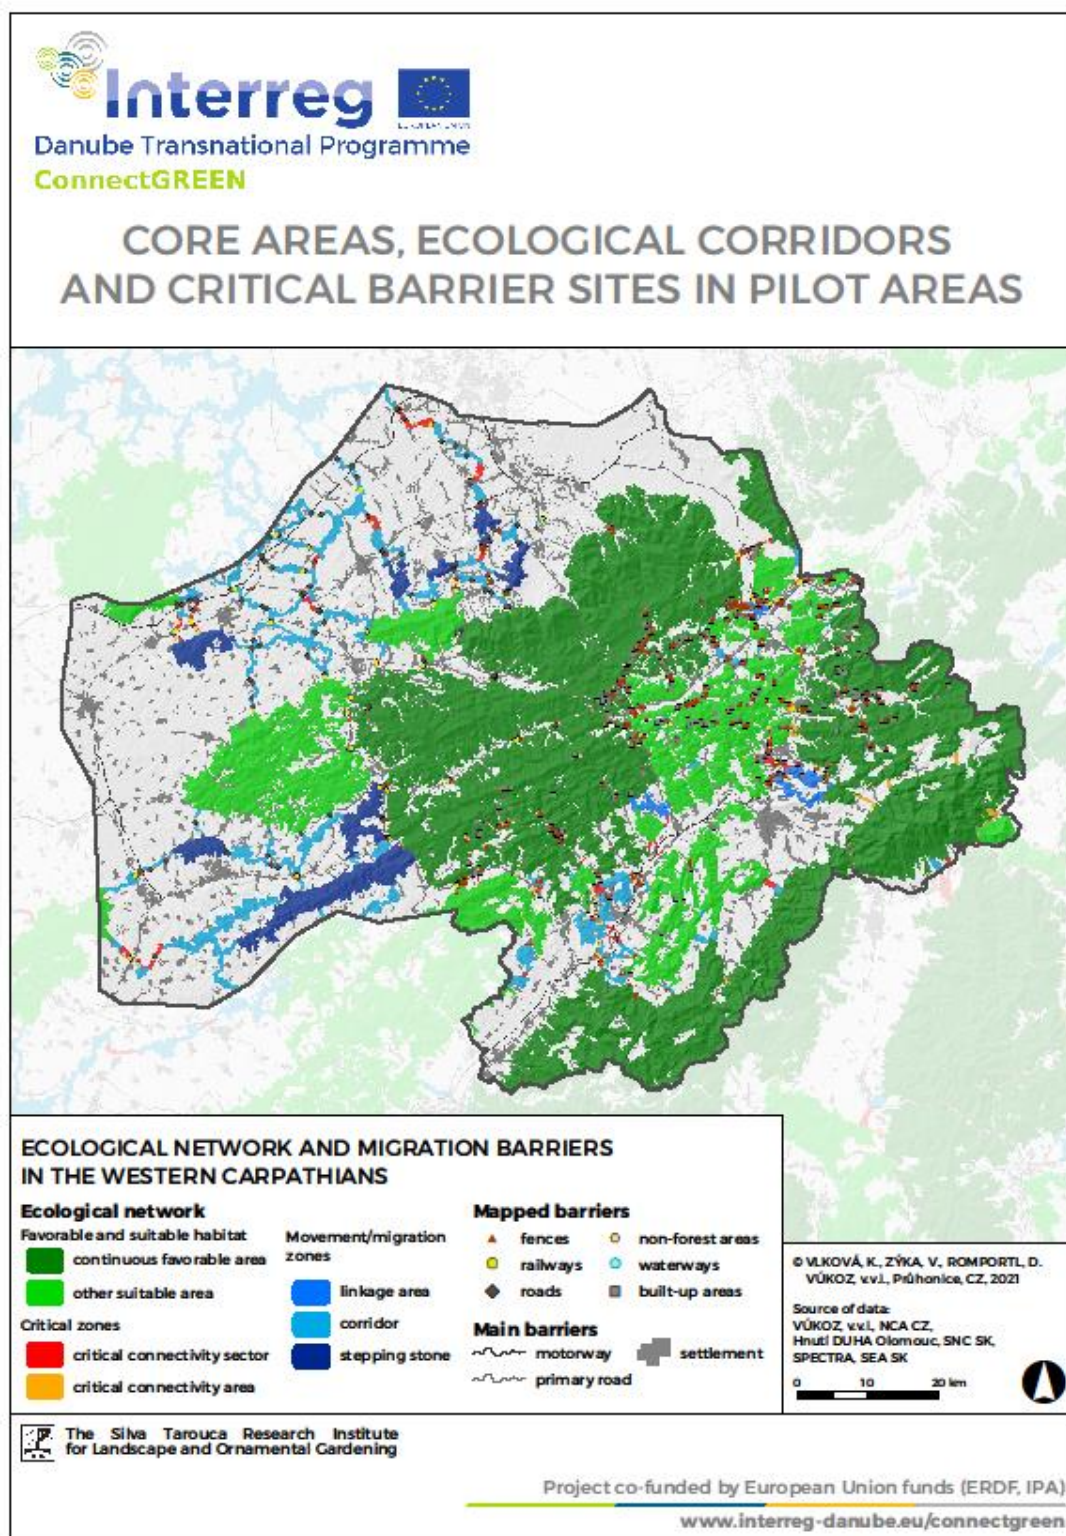 Interreg
EUROPEAN UNION
Danube Transnational Programme
ConnectGREEN
CORE AREAS, ECOLOGICAL CORRIDORS
AND CRITICAL BARRIER SITES IN PILOT AREAS
ECOLOGICAL NETWORK AND MIGRATION BARRIERS
IN THE WESTERN CARPATHIANS
Ecological network
Favorable and suitable habitat
continuous favorable area
other suitable area
Critical zones
critical connectivity sector
critical connectivity area
Movement/migration
zones
linkage area
corridor
stepping stone
Mapped barriers
fences
railways
roads
non-forest areas
waterways
built-up areas
Main barriers
motorway
primary road
settlement
© VLKOVÁ, K., ZÝKA, V., ROMPORTL, D.
VÚKOZ, v.v.i., Průhonice, CZ, 2021
Source of data:
VÚKOZ, v.v.i., NCA CZ,
Hnutí DUHA Olomouc, SNC SK,
SPECTRA, SEA SK
0 10 20 km
The Silva Tarouca Research Institute
for Landscape and Ornamental Gardening
Project co-funded by European Union funds (ERDF, IPA)
www.interreg-danube.eu/connectgreen